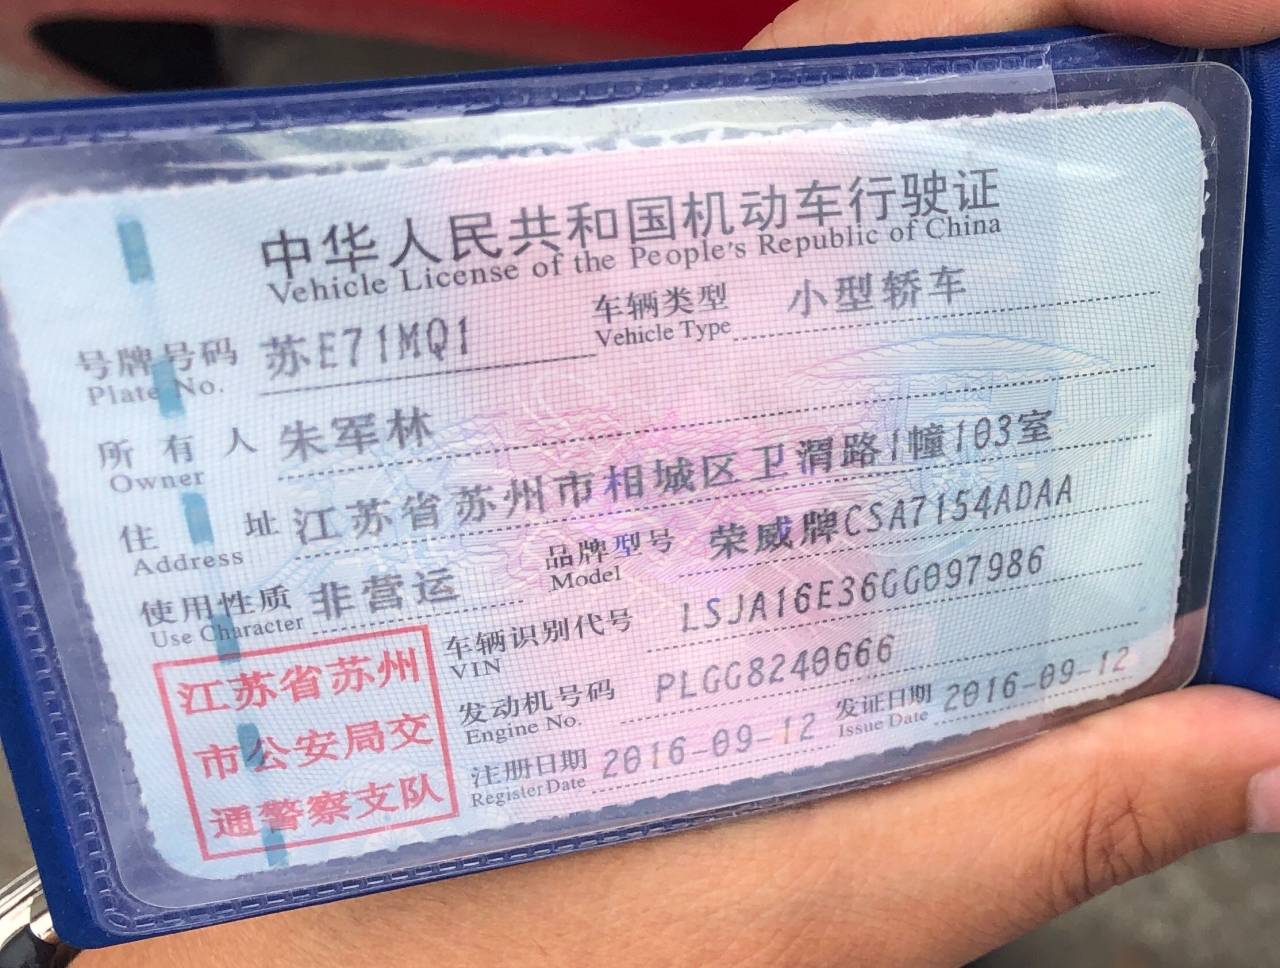 中华人民共和国机动车行驶证
Vehicle License of the People's Republic of China
号牌号码 苏E71MQ1 车辆类型 小型轿车
Plate No. Vehicle Type
所有人 朱军林
Owner
住址 江苏省苏州市相城区卫渭路1幢103室
Address
使用性质 非营运 品牌型号 荣威牌CSA7154ADAA
Use Character Model
车辆识别代号 LSJA16E36GG097986
VIN
发动机号码 PLGG8240666
Engine No.
注册日期 2016-09-12 发证日期 2016-09-12
Register Date Issue Date
江苏省苏州
市公安局交
通警察支队